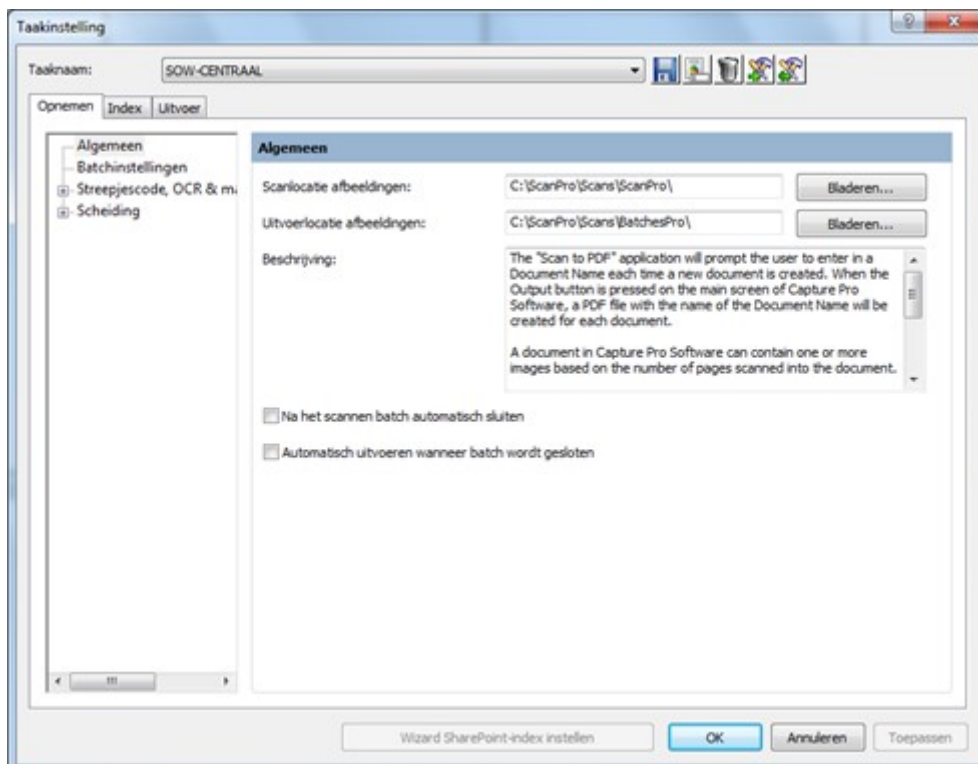 Taakinstelling
Taaknaam: SOW-CENTRAAL
Opnemen Index Uitvoer
Algemeen
Batchinstellingen
Streepjescode, OCR & ma
Scheiding
Algemeen
Scanlocatie afbeeldingen: C:\ScanPro\Scans\ScanPro\ Bladeren...
Uitvoerlocatie afbeeldingen: C:\ScanPro\Scans\BatchesPro\ Bladeren...
Beschrijving:
The "Scan to PDF" application will prompt the user to enter in a
Document Name each time a new document is created. When the
Output button is pressed on the main screen of Capture Pro
Software, a PDF file with the name of the Document Name will be
created for each document.
A document in Capture Pro Software can contain one or more
images based on the number of pages scanned into the document.
Na het scannen batch automatisch sluiten
Automatisch uitvoeren wanneer batch wordt gesloten
Wizard SharePoint-index instellen OK Annuleren Toepassen